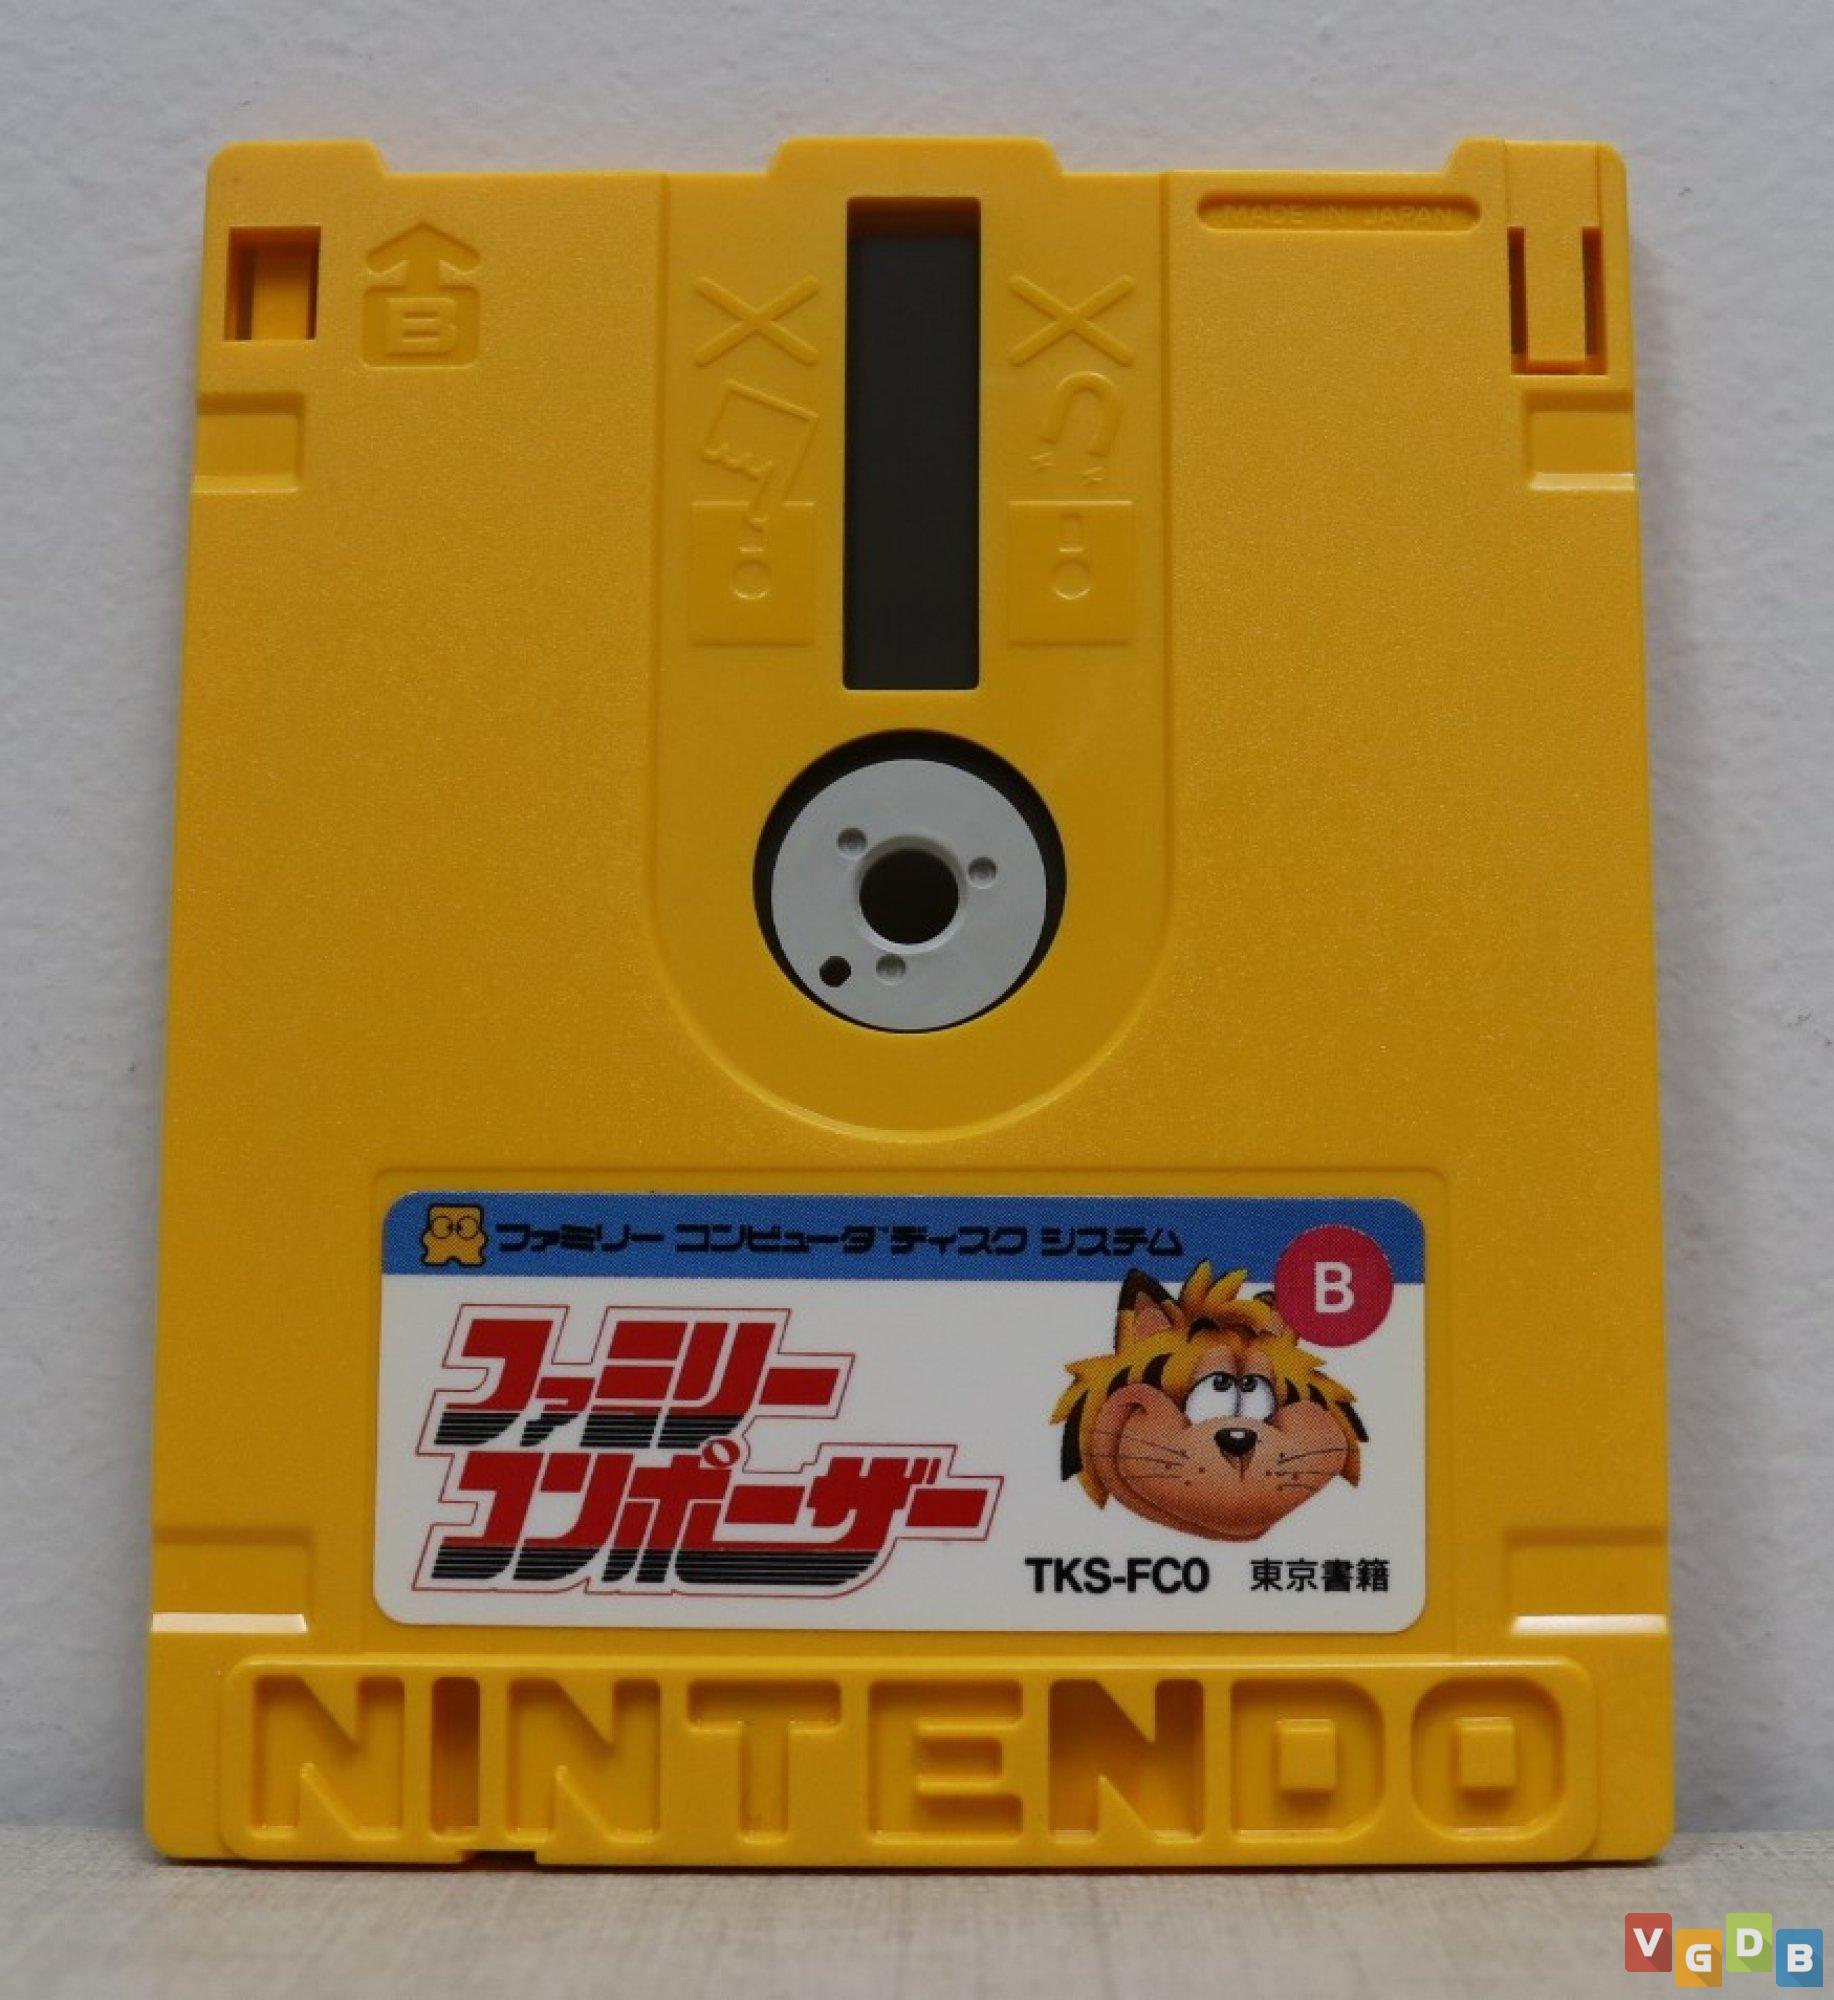 B
MADE IN JAPAN
ファミリー コンピュータ ディスク システム
B
ファミリー
コンポーザー
TKS-FC0 東京書籍
NINTENDO
VGDB